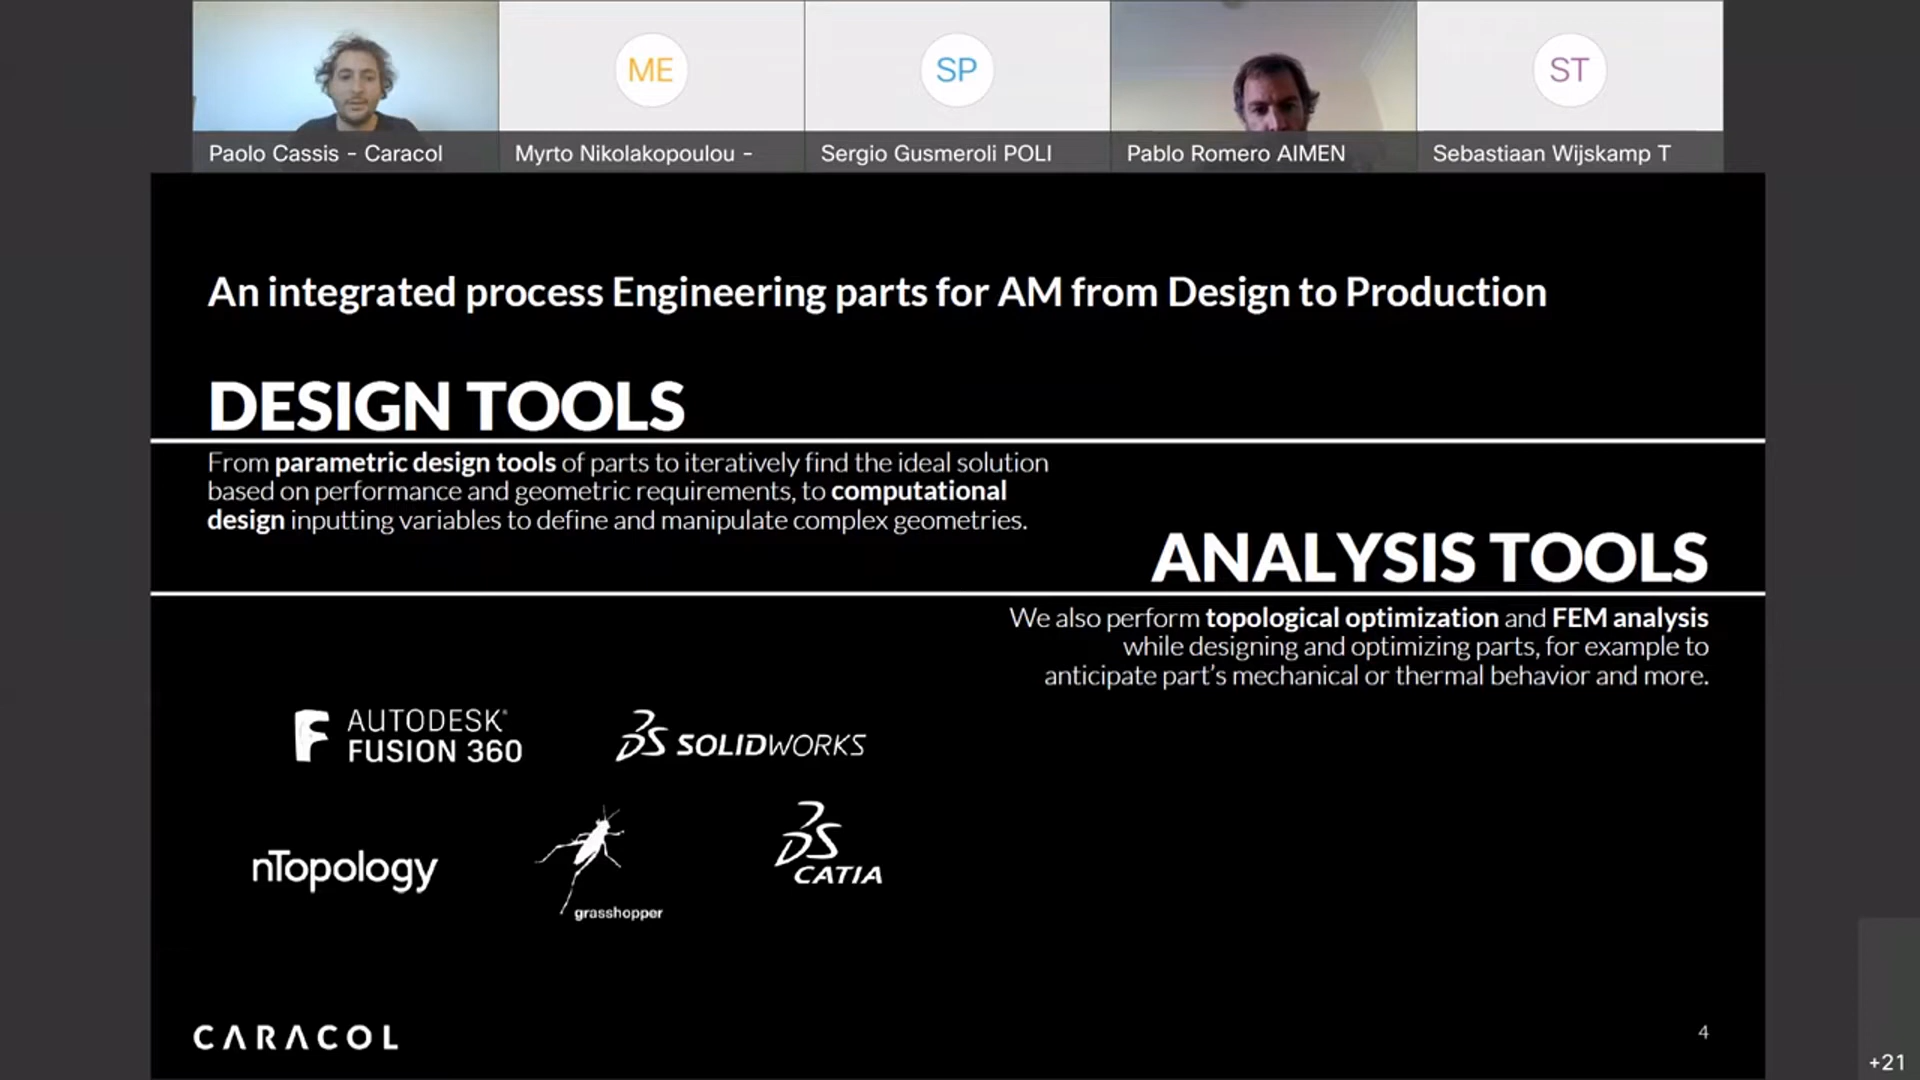 ME
SP
ST
Paolo Cassis - Caracol
Myrto Nikolakopoulou -
Sergio Gusmeroli POLI
Pablo Romero AIMEN
Sebastiaan Wijskamp T
An integrated process Engineering parts for AM from Design to Production
DESIGN TOOLS
From parametric design tools of parts to iteratively find the ideal solution
based on performance and geometric requirements, to computational
design inputting variables to define and manipulate complex geometries.
ANALYSIS TOOLS
We also perform topological optimization and FEM analysis
while designing and optimizing parts, for example to
anticipate part's mechanical or thermal behavior and more.
F AUTODESK®
FUSION 360
3DS SOLIDWORKS
nTopology
grasshopper
3DS
CATIA
CARACOL
4
+21